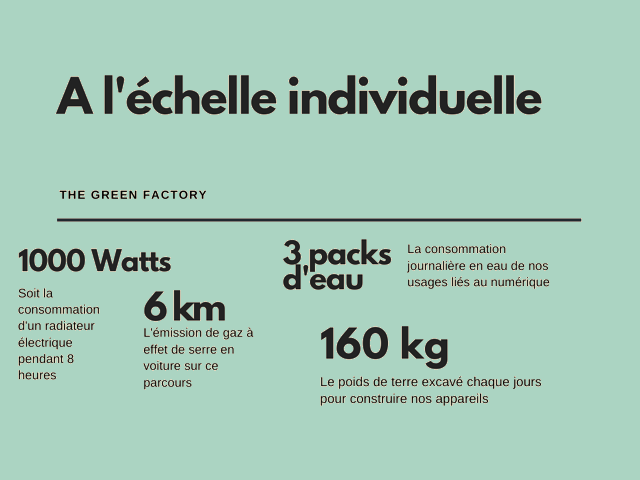 A l'échelle individuelle
THE GREEN FACTORY
1000 Watts
Soit la
consommation
d'un radiateur
électrique
pendant 8
heures
6 km
L'émission de gaz à
effet de serre en
voiture sur ce
parcours
3 packs
d'eau
La consommation
journalière en eau de nos
usages liés au numérique
160 kg
Le poids de terre excavé chaque jours
pour construire nos appareils